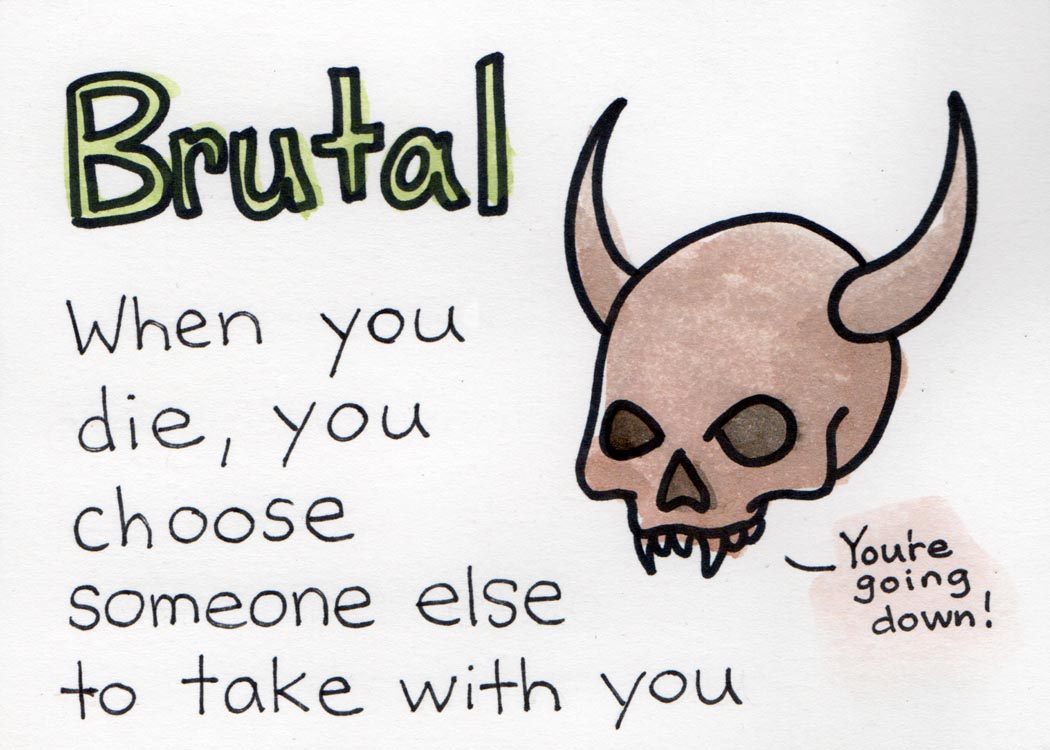 Brutal
When you
die, you
choose
someone else
to take with you
You're
going
down!